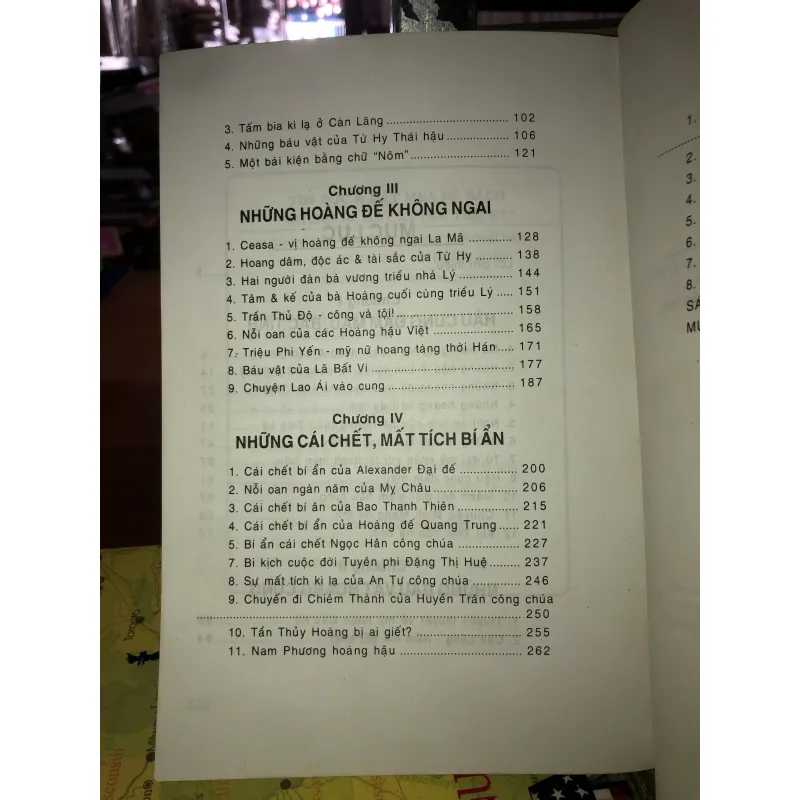 3. Tấm bia kì lạ ở Càn Lăng.................................... 102
4. Những báu vật của Từ Hy Thái hậu .................. 106
5. Một bài kiện bằng chữ "Nôm"............................. 121
Chương III
NHỮNG HOÀNG ĐẾ KHÔNG NGAI
1. Ceasa - vị hoàng đế không ngai La Mã ............. 128
2. Hoang dâm, độc ác & tài sắc của Từ Hy ........... 138
3. Hai người đàn bà vương triều nhà Lý ................ 144
4. Tâm & kế của bà Hoàng cuối cùng triều Lý ..... 151
5. Trần Thủ Độ - công và tội!................................. 158
6. Nỗi oan của các Hoàng hậu Việt ....................... 165
7. Triệu Phi Yến - mỹ nữ hoang tàng thời Hán ..... 171
8. Báu vật của Lã Bất Vi ........................................ 177
9. Chuyện Lao Ái vào cung .................................... 187
Chương IV
NHỮNG CÁI CHẾT, MẤT TÍCH BÍ ẨN
1. Cái chết bí ẩn của Alexander Đại đế ................. 200
2. Nỗi oan ngàn năm của Mỵ Châu ....................... 206
3. Cái chết bí ẩn của Bao Thanh Thiên ................. 215
4. Cái chết bí ẩn của Hoàng đế Quang Trung...... 221
5. Bí ẩn cái chết Ngọc Hân công chúa .................. 227
7. Bi kịch cuộc đời Tuyên phi Đặng Thị Huệ......... 237
8. Sự mất tích kì lạ của An Tư công chúa ............. 246
9. Chuyến đi Chiêm Thành của Huyền Trân công chúa
.................................................................. 250
10. Tần Thủy Hoàng bị ai giết? .............................. 255
11. Nam Phương hoàng hậu .................................. 262
1.
2.
3.
4.
5.
6.
7.
8.
Toronto